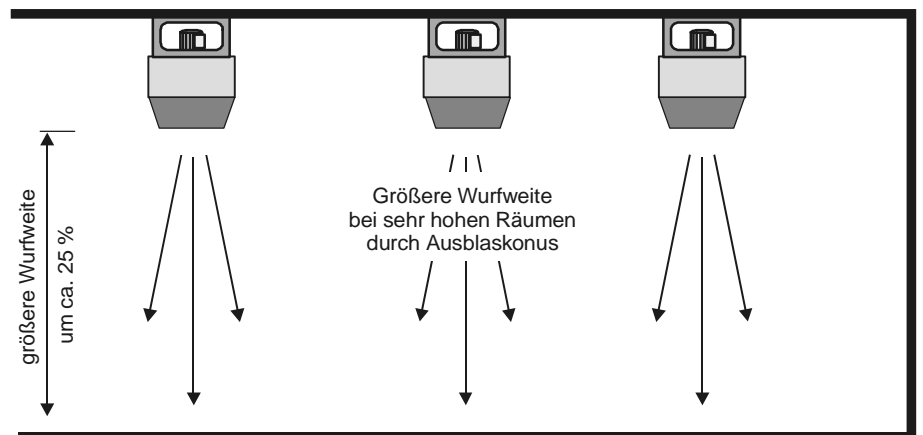 größere Wurfweite
um ca. 25 %
Größere Wurfweite
bei sehr hohen Räumen
durch Ausblaskonus